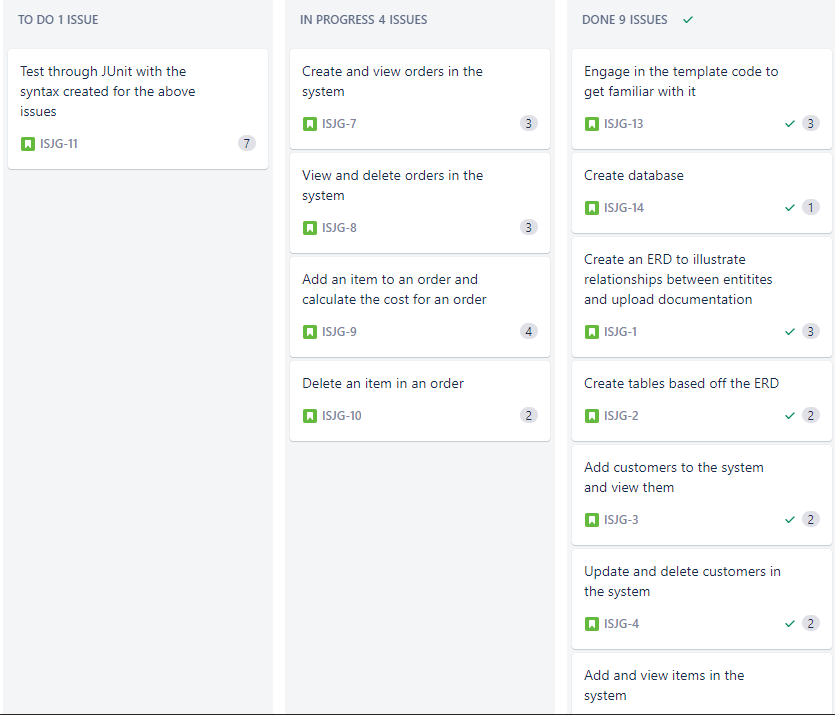 TO DO 1 ISSUE
Test through JUnit with the
syntax created for the above
issues
ISJG-11
7
IN PROGRESS 4 ISSUES
Create and view orders in the
system
ISJG-7
3
View and delete orders in the
system
ISJG-8
3
Add an item to an order and
calculate the cost for an order
ISJG-9
4
Delete an item in an order
ISJG-10
2
DONE 9 ISSUES
Engage in the template code to
get familiar with it
ISJG-13
3
Create database
ISJG-14
1
Create an ERD to illustrate
relationships between entitites
and upload documentation
ISJG-1
3
Create tables based off the ERD
ISJG-2
2
Add customers to the system
and view them
ISJG-3
2
Update and delete customers in
the system
ISJG-4
2
Add and view items in the
system